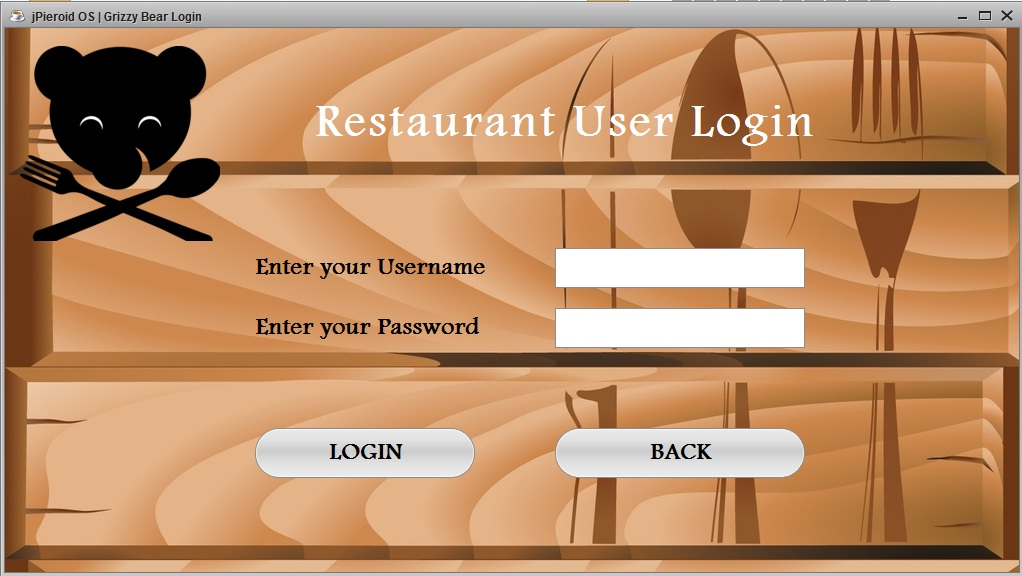 jPieroid OS | Grizzy Bear Login
Restaurant User Login
Enter your Username
Enter your Password
LOGIN
BACK